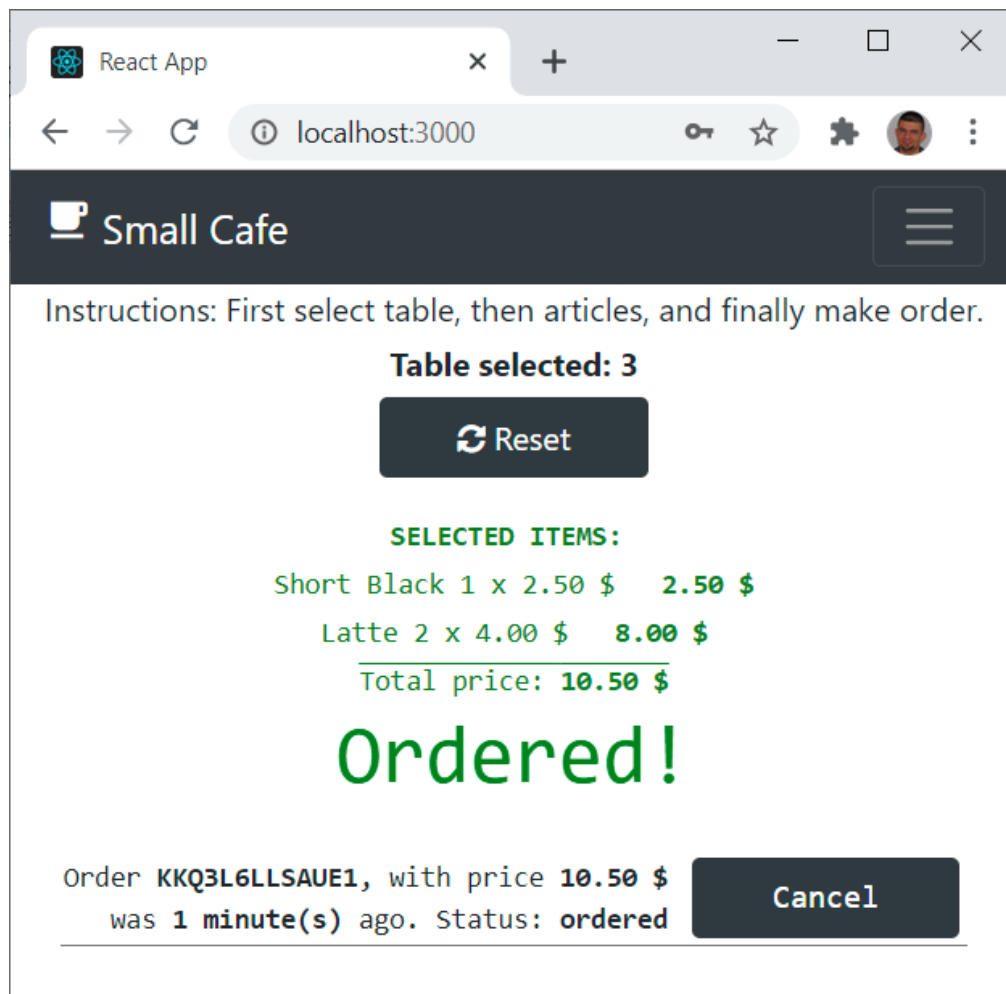 React App
localhost:3000
Small Cafe
Instructions: First select table, then articles, and finally make order.
Table selected: 3
Reset
SELECTED ITEMS:
Short Black 1 x 2.50 $ 2.50 $
Latte 2 x 4.00 $ 8.00 $
Total price: 10.50 $
Ordered!
Order KKQ3L6LLSAUE1, with price 10.50 $
was 1 minute(s) ago. Status: ordered
Cancel